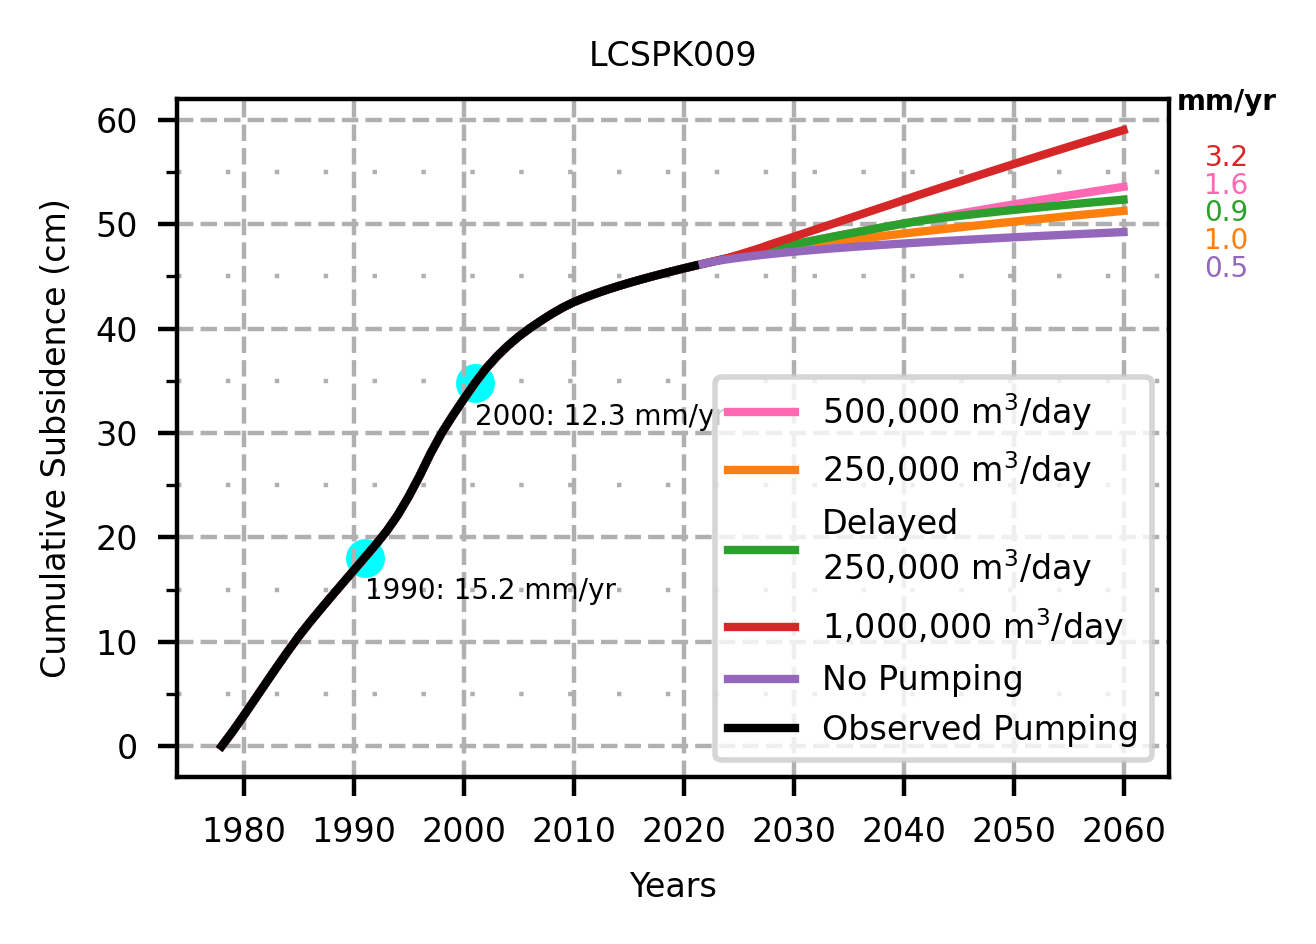 LCSPK009
mm/yr
60
50
40
30
20
10
0
Cumulative Subsidence (cm)
3.2
1.6
0.9
1.0
0.5
2000: 12.3 mm/yr
1990: 15.2 mm/yr
500,000 m³/day
250,000 m³/day
Delayed
250,000 m³/day
1,000,000 m³/day
No Pumping
Observed Pumping
1980 1990 2000 2010 2020 2030 2040 2050 2060
Years